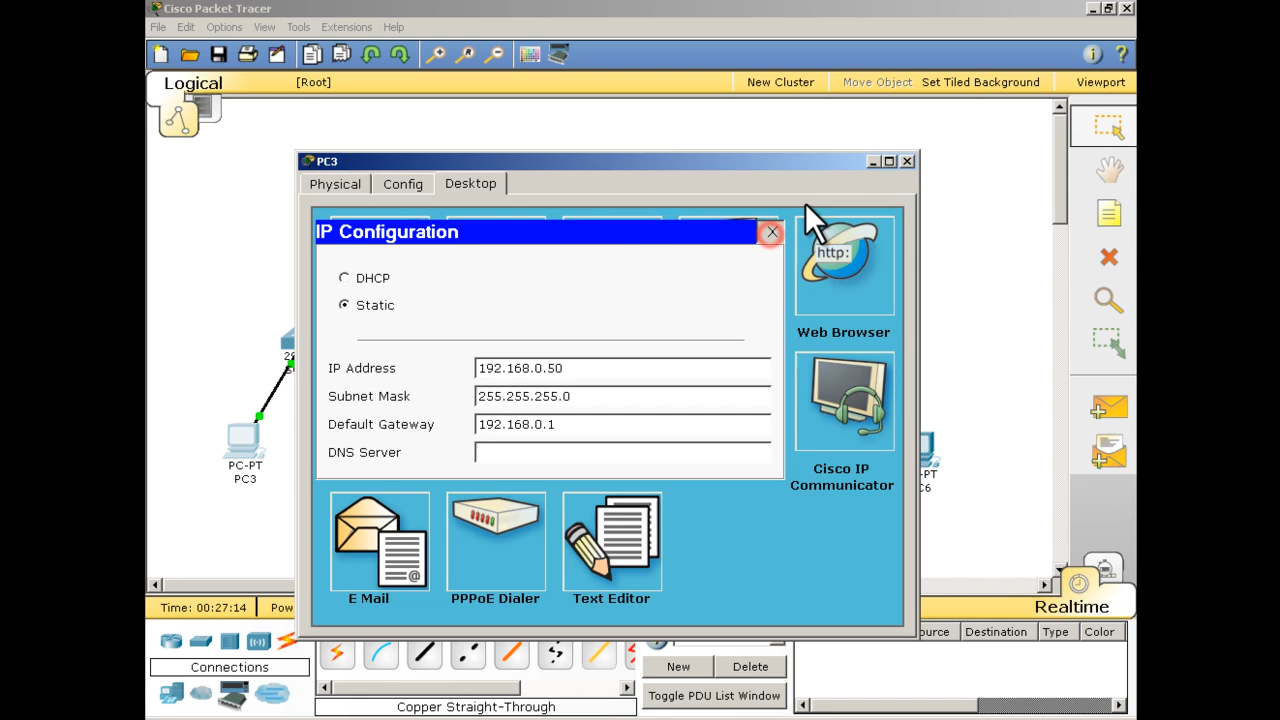 Cisco Packet Tracer
File Edit Options View Tools Extensions Help
Logical [Root] New Cluster Move Object Set Tiled Background Viewport
PC3
Physical Config Desktop
IP Configuration X
http:
DHCP
Static
Web Browser
IP Address 192.168.0.50
Subnet Mask 255.255.255.0
Default Gateway 192.168.0.1
DNS Server
PC-PT
PC3
Cisco IP
Communicator
E Mail PPPoE Dialer Text Editor
Time: 00:27:14
Realtime
Destination Type Color
Connections
New Delete
Toggle PDU List Window
Copper Straight-Through